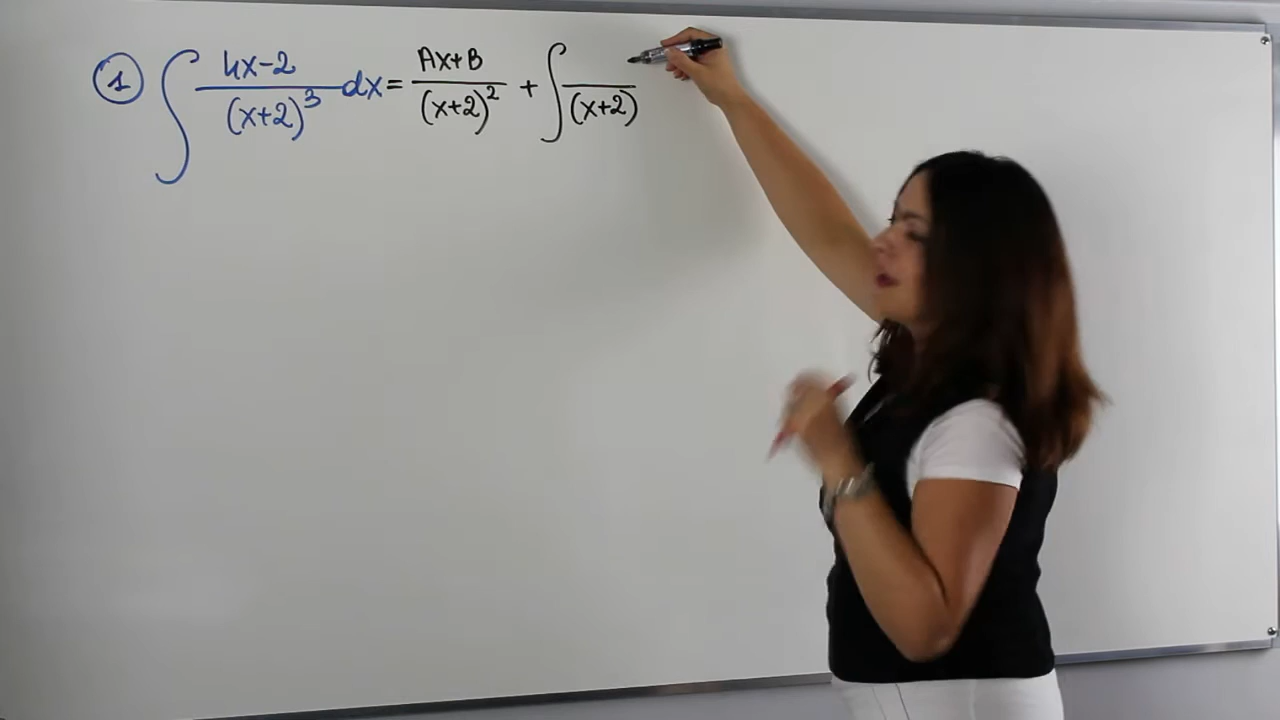 1 ∫ 4x-2/(x+2)³ dx = Ax+B/(x+2)² + ∫ /(x+2)